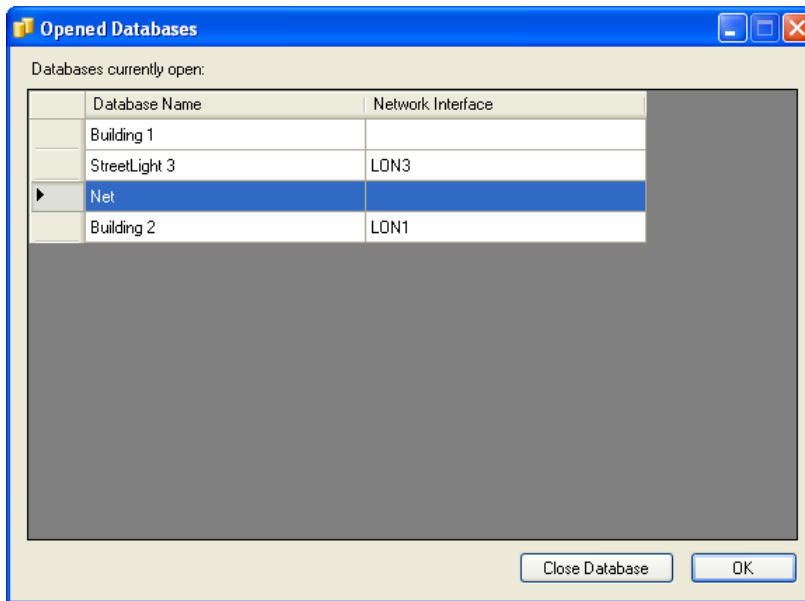 Opened Databases
Databases currently open:
Database Name Network Interface
Building 1
StreetLight 3 LON3
Net
Building 2 LON1
Close Database OK